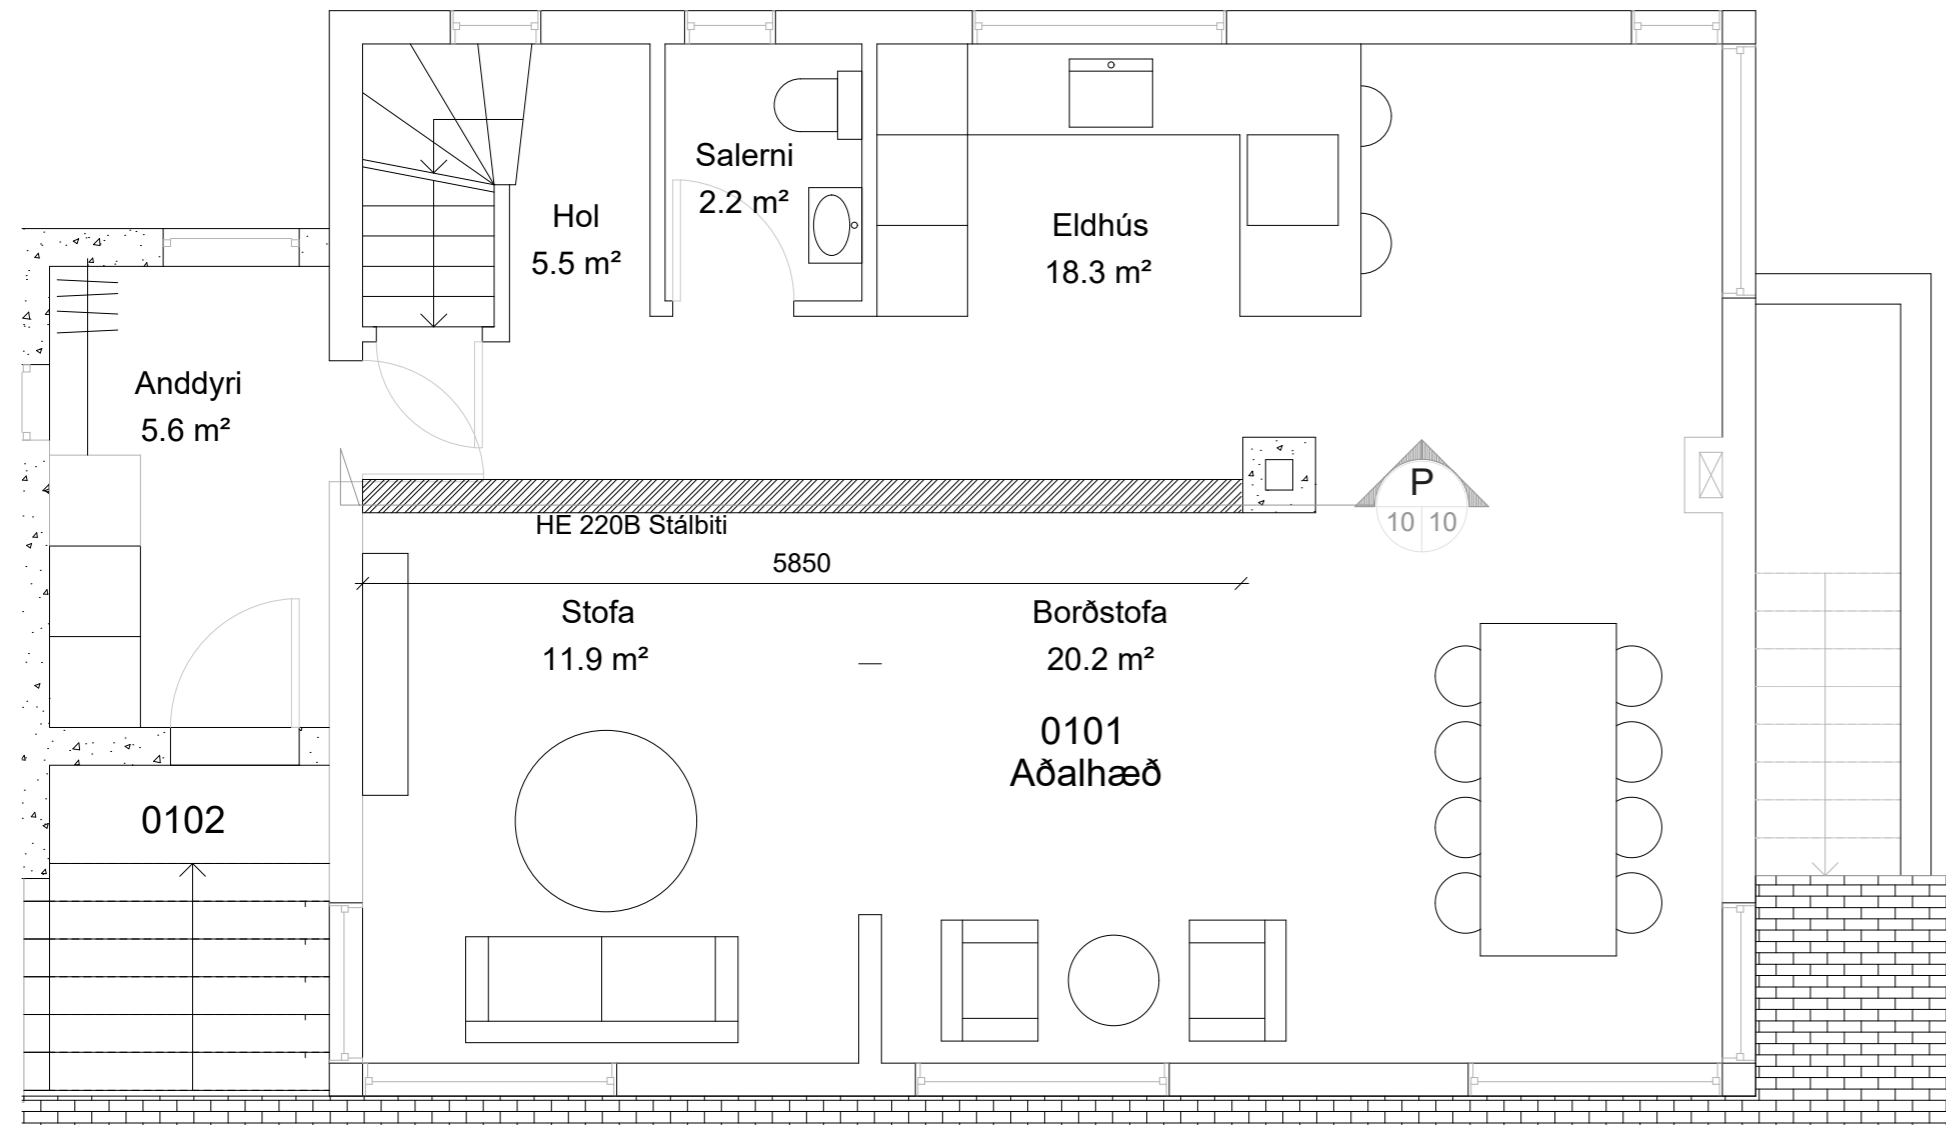 Salerni
2.2 m²
Hol
5.5 m²
Eldhús
18.3 m²
Anddyri
5.6 m²
P
10 10
HE 220B Stálbiti
5850
Stofa
11.9 m²
Borðstofa
20.2 m²
0101
Aðalhæð
0102